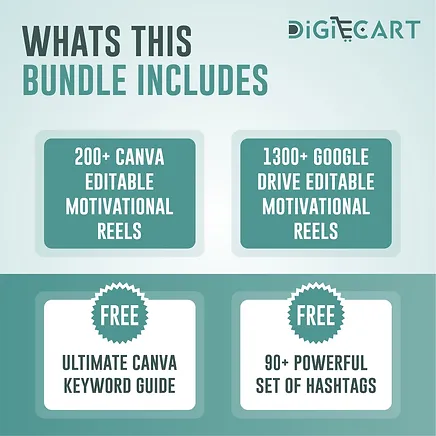 WHATS THIS
BUNDLE INCLUDES
DIGIECART
200+ CANVA
EDITABLE
MOTIVATIONAL
REELS
1300+ GOOGLE
DRIVE EDITABLE
MOTIVATIONAL
REELS
FREE
ULTIMATE CANVA
KEYWORD GUIDE
FREE
90+ POWERFUL
SET OF HASHTAGS